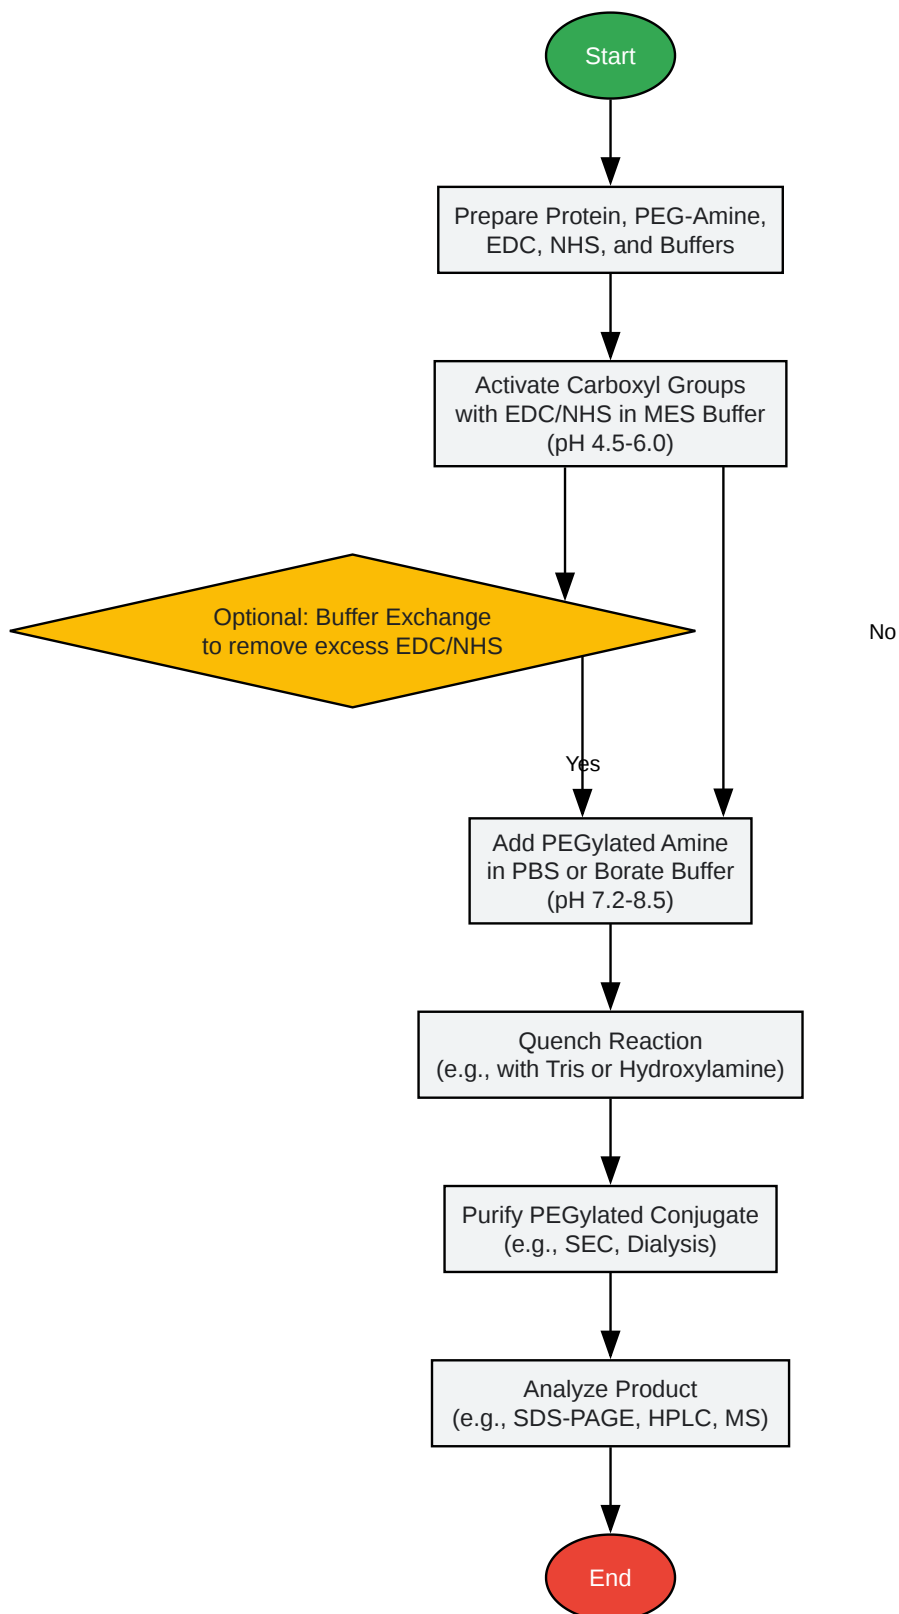 Start
Prepare Protein, PEG-Amine,
EDC, NHS, and Buffers
Activate Carboxyl Groups
with EDC/NHS in MES Buffer
(pH 4.5-6.0)
Optional: Buffer Exchange
to remove excess EDC/NHS
No
Yes
Add PEGylated Amine
in PBS or Borate Buffer
(pH 7.2-8.5)
Quench Reaction
(e.g., with Tris or Hydroxylamine)
Purify PEGylated Conjugate
(e.g., SEC, Dialysis)
Analyze Product
(e.g., SDS-PAGE, HPLC, MS)
End